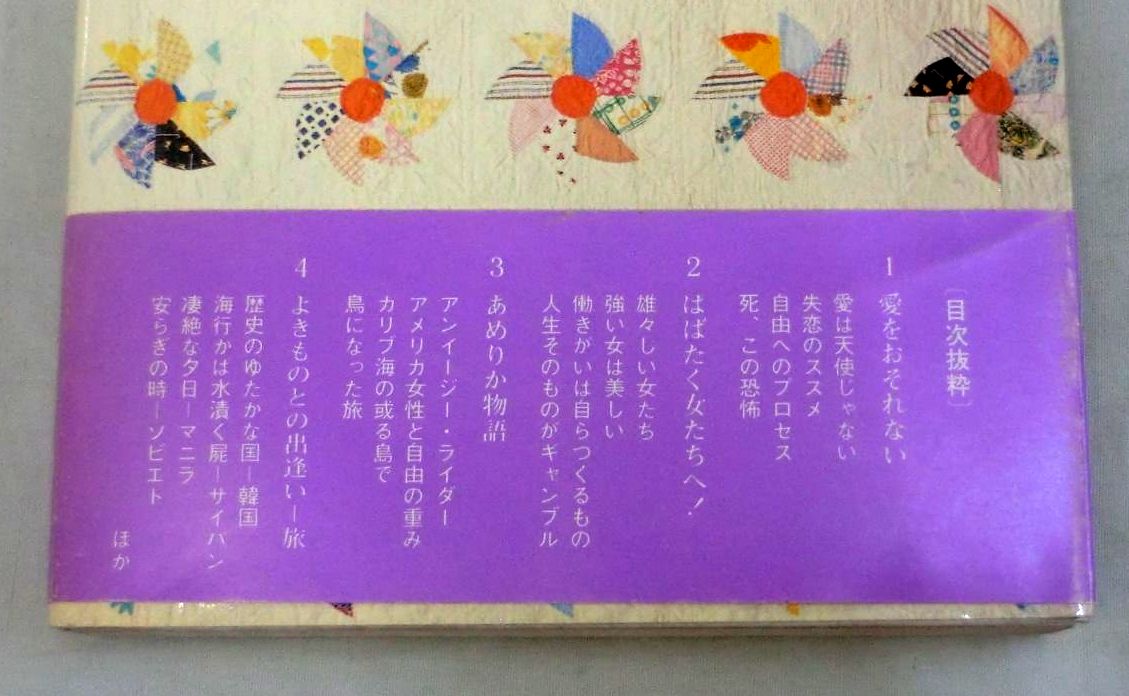 〔目次抜粋〕
1 愛をおそれない
愛は天使じゃない
失恋のススメ
自由へのプロセス
死、この恐怖
2 はばたく女たちへ!
雄々しい女たち
強い女は美しい
働きがいは自らつくるもの
人生そのものがギャンブル
3 あめりか物語
アンイージー・ライダー
アメリカ女性と自由の重み
カリブ海の或る島で
鳥になった旅
4 よきものとの出逢い―旅
歴史のゆたかな国―韓国
海行かは水漬く屍―サイパン
凄絶な夕日―マニラ
安らぎの時―ソビエト
ほか